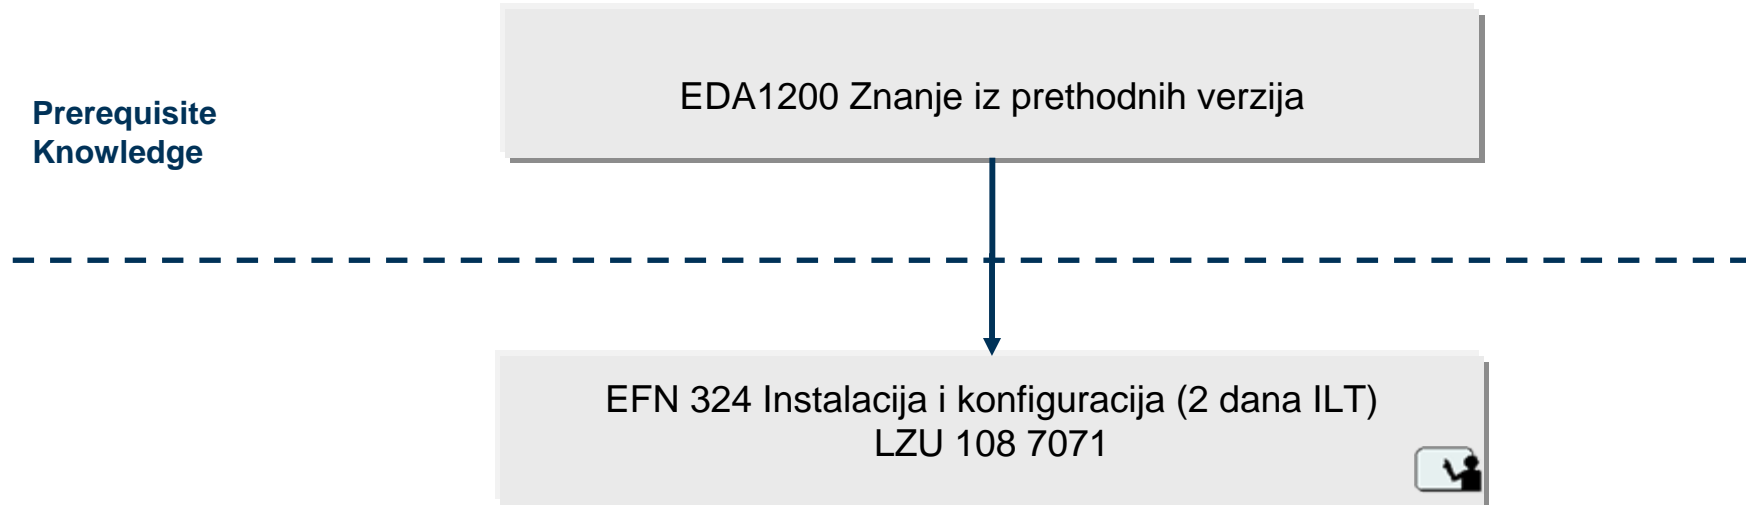 EDA1200 Znanje iz prethodnih verzija
Prerequisite
Knowledge
EFN 324 Instalacija i konfiguracija (2 dana ILT)
LZU 108 7071